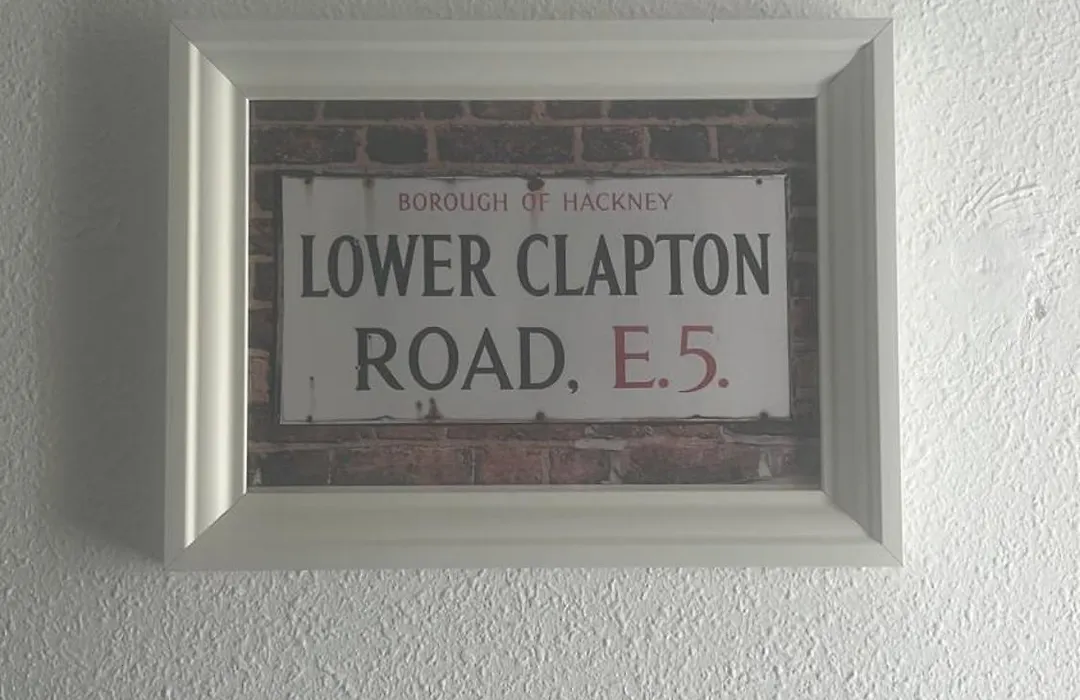 BOROUGH OF HACKNEY
LOWER CLAPTON
ROAD, E.5.